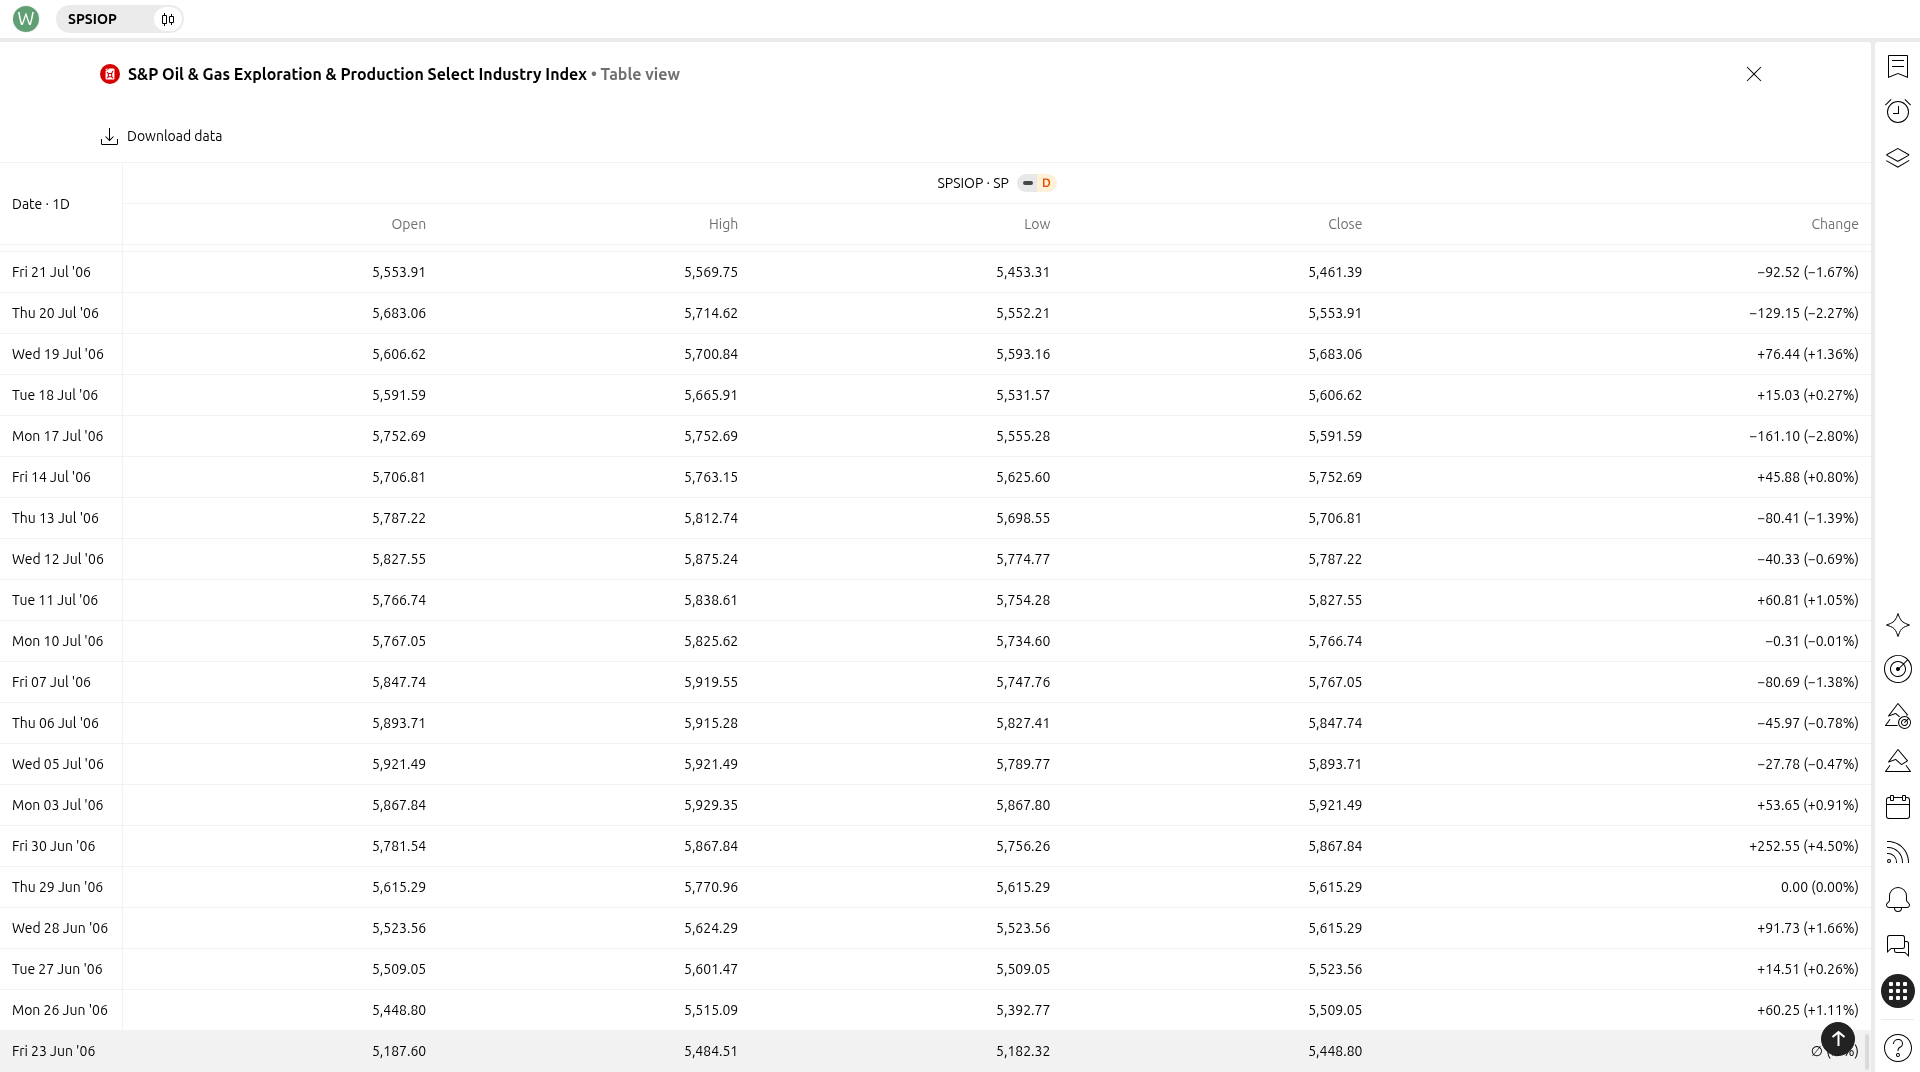 W SPSIOP
S&P Oil & Gas Exploration & Production Select Industry Index • Table view
Download data
Date · 1D
SPSIOP · SP D
Open High Low Close Change
Fri 21 Jul '06 5,553.91 5,569.75 5,453.31 5,461.39 −92.52 (−1.67%)
Thu 20 Jul '06 5,683.06 5,714.62 5,552.21 5,553.91 −129.15 (−2.27%)
Wed 19 Jul '06 5,606.62 5,700.84 5,593.16 5,683.06 +76.44 (+1.36%)
Tue 18 Jul '06 5,591.59 5,665.91 5,531.57 5,606.62 +15.03 (+0.27%)
Mon 17 Jul '06 5,752.69 5,752.69 5,555.28 5,591.59 −161.10 (−2.80%)
Fri 14 Jul '06 5,706.81 5,763.15 5,625.60 5,752.69 +45.88 (+0.80%)
Thu 13 Jul '06 5,787.22 5,812.74 5,698.55 5,706.81 −80.41 (−1.39%)
Wed 12 Jul '06 5,827.55 5,875.24 5,774.77 5,787.22 −40.33 (−0.69%)
Tue 11 Jul '06 5,766.74 5,838.61 5,754.28 5,827.55 +60.81 (+1.05%)
Mon 10 Jul '06 5,767.05 5,825.62 5,734.60 5,766.74 −0.31 (−0.01%)
Fri 07 Jul '06 5,847.74 5,919.55 5,747.76 5,767.05 −80.69 (−1.38%)
Thu 06 Jul '06 5,893.71 5,915.28 5,827.41 5,847.74 −45.97 (−0.78%)
Wed 05 Jul '06 5,921.49 5,921.49 5,789.77 5,893.71 −27.78 (−0.47%)
Mon 03 Jul '06 5,867.84 5,929.35 5,867.80 5,921.49 +53.65 (+0.91%)
Fri 30 Jun '06 5,781.54 5,867.84 5,756.26 5,867.84 +252.55 (+4.50%)
Thu 29 Jun '06 5,615.29 5,770.96 5,615.29 5,615.29 0.00 (0.00%)
Wed 28 Jun '06 5,523.56 5,624.29 5,523.56 5,615.29 +91.73 (+1.66%)
Tue 27 Jun '06 5,509.05 5,601.47 5,509.05 5,523.56 +14.51 (+0.26%)
Mon 26 Jun '06 5,448.80 5,515.09 5,392.77 5,509.05 +60.25 (+1.11%)
Fri 23 Jun '06 5,187.60 5,484.51 5,182.32 5,448.80 ∅